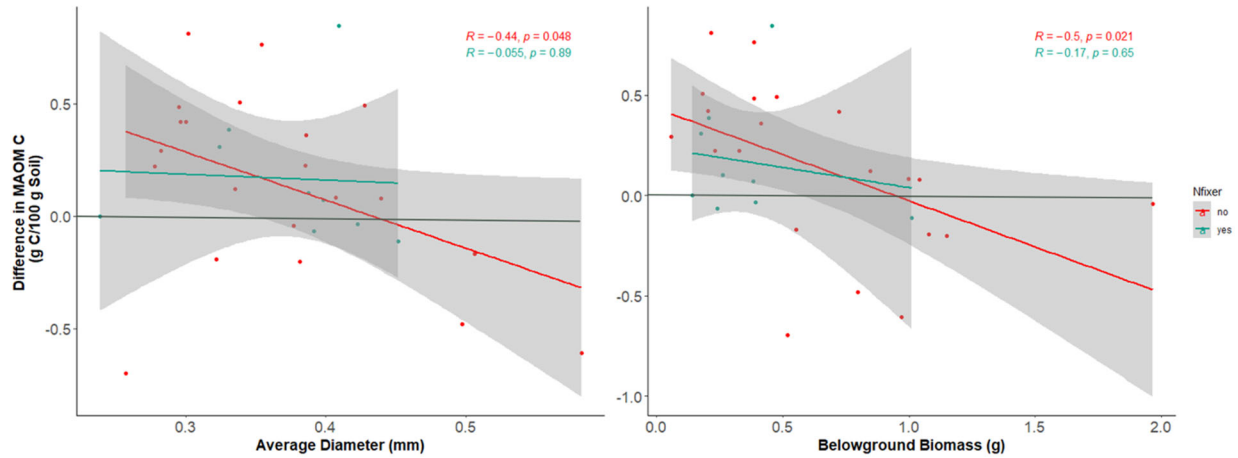 Difference in MAOM C
(g C/100 g Soil)
0.5
0.0
-0.5
0.3
0.4
0.5
Average Diameter (mm)
R = −0.44, p = 0.048
R = −0.055, p = 0.89
0.5
0.0
-0.5
-1.0
0.0
0.5
1.0
1.5
2.0
Belowground Biomass (g)
R = −0.5, p = 0.021
R = −0.17, p = 0.65
Nfixer
no
yes